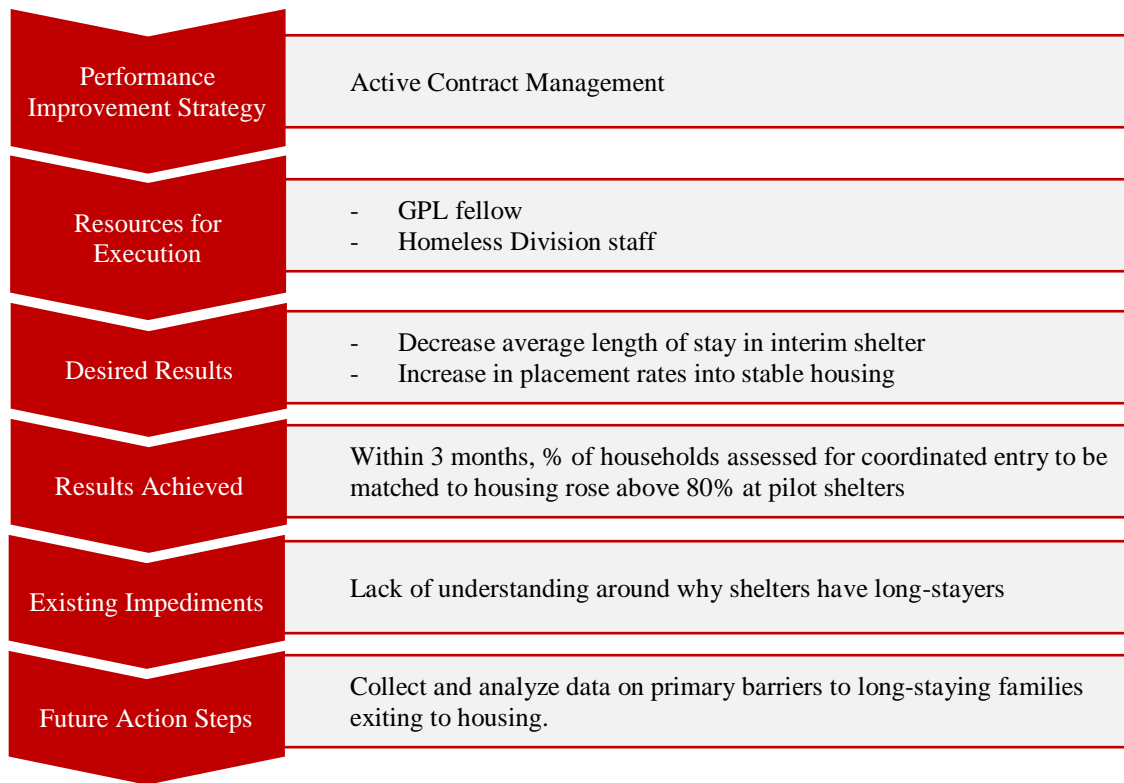 Performance
Improvement Strategy
Active Contract Management
Resources for
Execution
- GPL fellow
- Homeless Division staff
Desired Results
- Decrease average length of stay in interim shelter
- Increase in placement rates into stable housing
Results Achieved
Within 3 months, % of households assessed for coordinated entry to be
matched to housing rose above 80% at pilot shelters
Existing Impediments
Lack of understanding around why shelters have long-stayers
Future Action Steps
Collect and analyze data on primary barriers to long-staying families
exiting to housing.